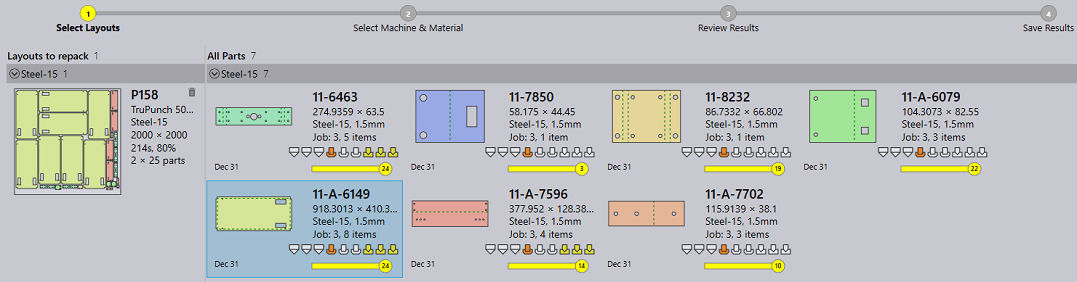 1
2
3
4
Select Layouts
Select Machine & Material
Review Results
Save Results
Layouts to repack 1
All Parts 7
Steel-15 1
Steel-15 7
P158
TruPunch 50...
Steel-15
2000 × 2000
214s, 80%
2 × 25 parts
11-6463
274.9359 × 63.5
Steel-15, 1.5mm
Job: 3, 5 items
Dec 31
24
11-7850
58.175 × 44.45
Steel-15, 1.5mm
Job: 3, 1 item
Dec 31
3
11-8232
86.7332 × 66.802
Steel-15, 1.5mm
Job: 3, 1 item
Dec 31
19
11-A-6079
104.3073 × 82.55
Steel-15, 1.5mm
Job: 3, 3 items
Dec 31
22
11-A-6149
918.3013 × 410.3...
Steel-15, 1.5mm
Job: 3, 8 items
Dec 31
24
11-A-7596
377.952 × 128.38...
Steel-15, 1.5mm
Job: 3, 4 items
Dec 31
14
11-A-7702
115.9139 × 38.1
Steel-15, 1.5mm
Job: 3, 3 items
Dec 31
10